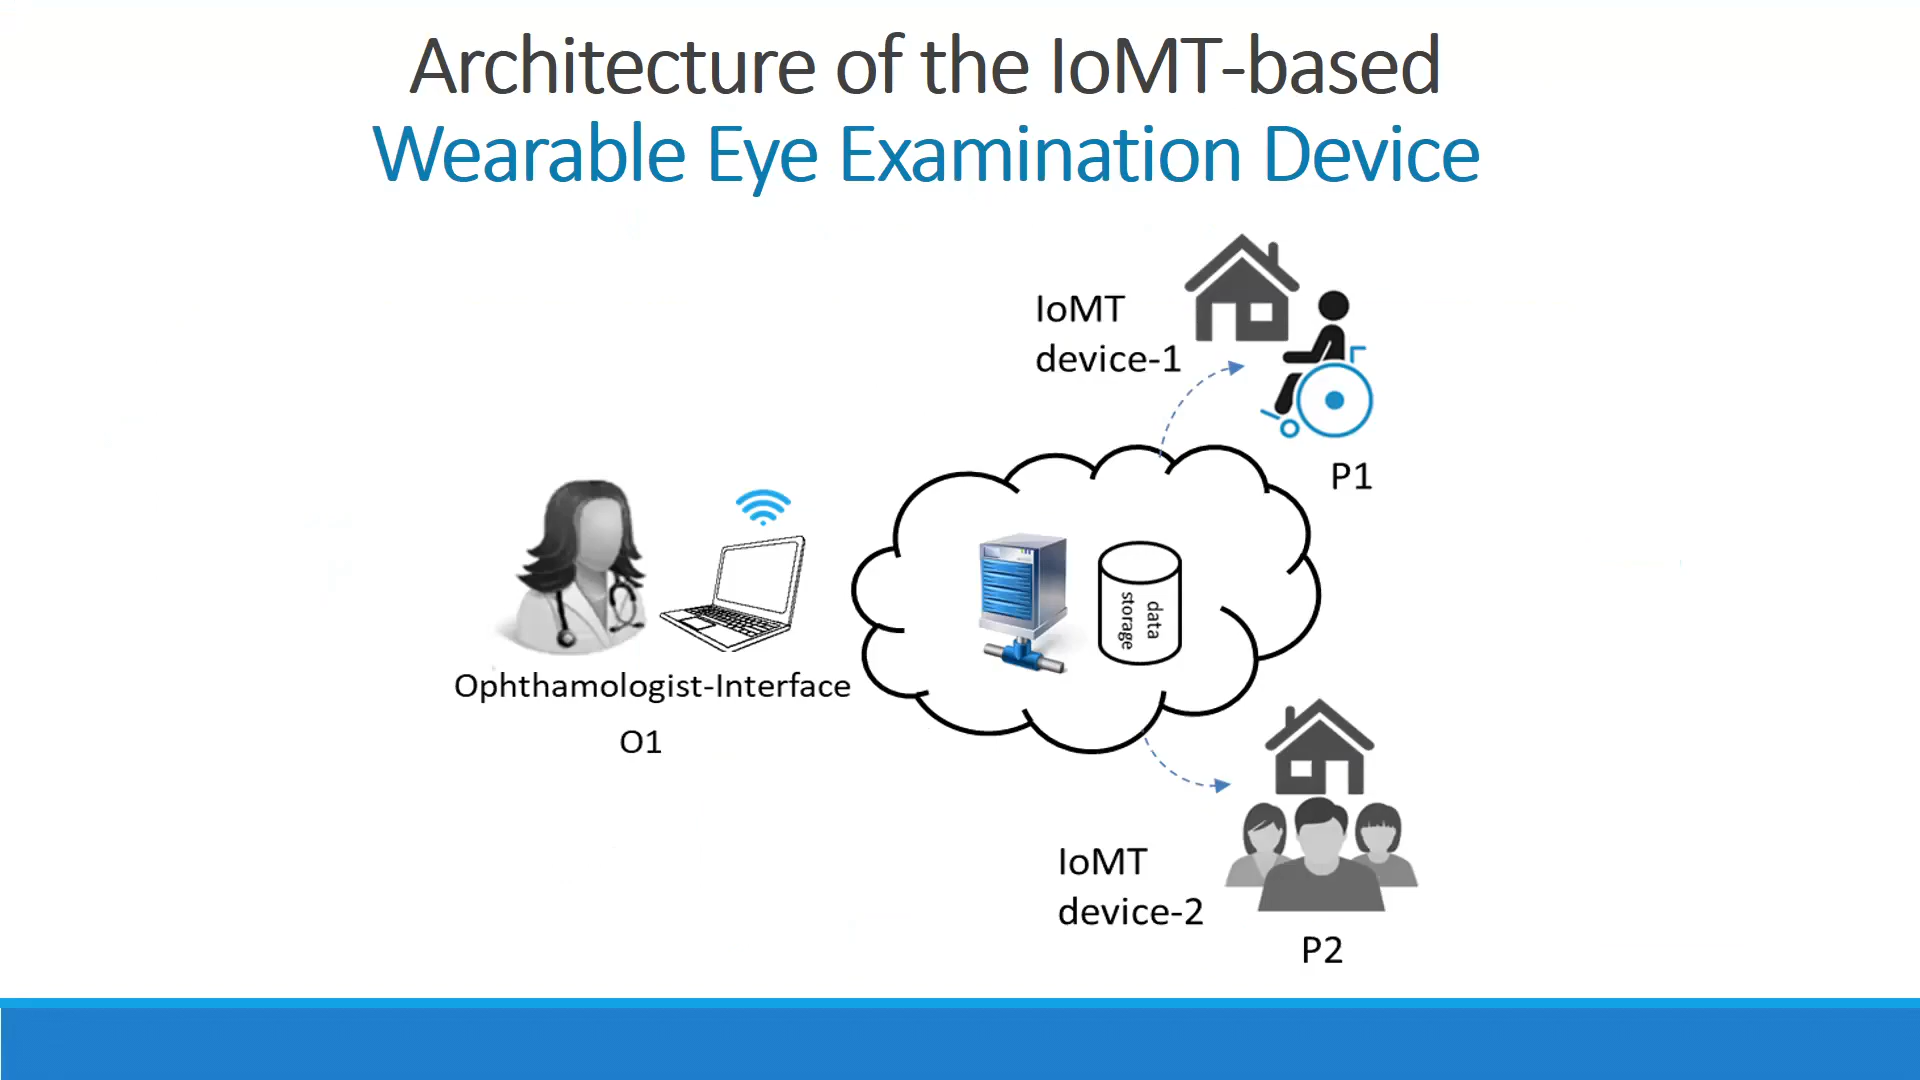 Architecture of the IoMT-based
Wearable Eye Examination Device
IoMT
device-1
P1
data
storage
Ophthamologist-Interface
O1
IoMT
device-2
P2